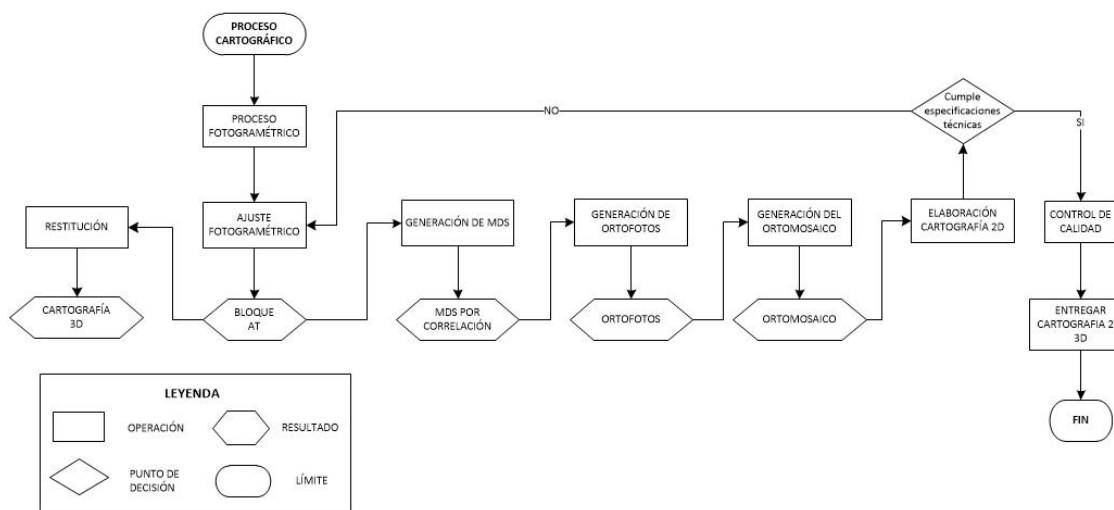 PROCESO
CARTOGRÁFICO
PROCESO
FOTOGRAMÉTRICO
Cumple
especificaciones
técnicas
NO
SI
RESTITUCIÓN
AJUSTE
FOTOGRAMÉTRICO
GENERACIÓN DE MDS
GENERACIÓN DE
ORTOFOTOS
GENERACIÓN DEL
ORTOMOSAICO
ELABORACIÓN
CARTOGRAFÍA 2D
CONTROL DE
CALIDAD
CARTOGRAFÍA
3D
BLOQUE
AT
MDS POR
CORRELACIÓN
ORTOFOTOS
ORTOMOSAICO
ENTREGAR
CARTOGRAFIA 2
3D
FIN
LEYENDA
OPERACIÓN
RESULTADO
PUNTO DE
DECISIÓN
LÍMITE